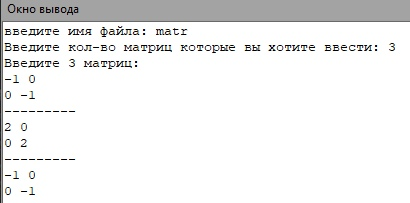 Окно вывода
введите имя файла: matr
Введите кол-во матриц которые вы хотите ввести: 3
Введите 3 матриц:
-1 0
0 -1
---------
2 0
0 2
---------
-1 0
0 -1